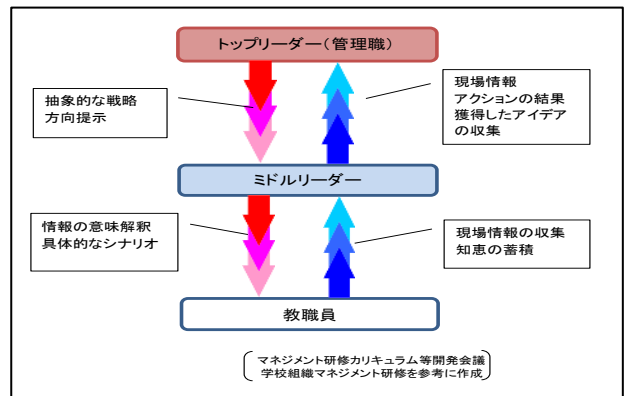 トップリーダー(管理職)
抽象的な戦略
方向提示
現場情報
アクションの結果
獲得したアイデア
の収集
ミドルリーダー
情報の意味解釈
具体的なシナリオ
現場情報の収集
知恵の蓄積
教職員
マネジメント研修カリキュラム等開発会議
学校組織マネジメント研修を参考に作成